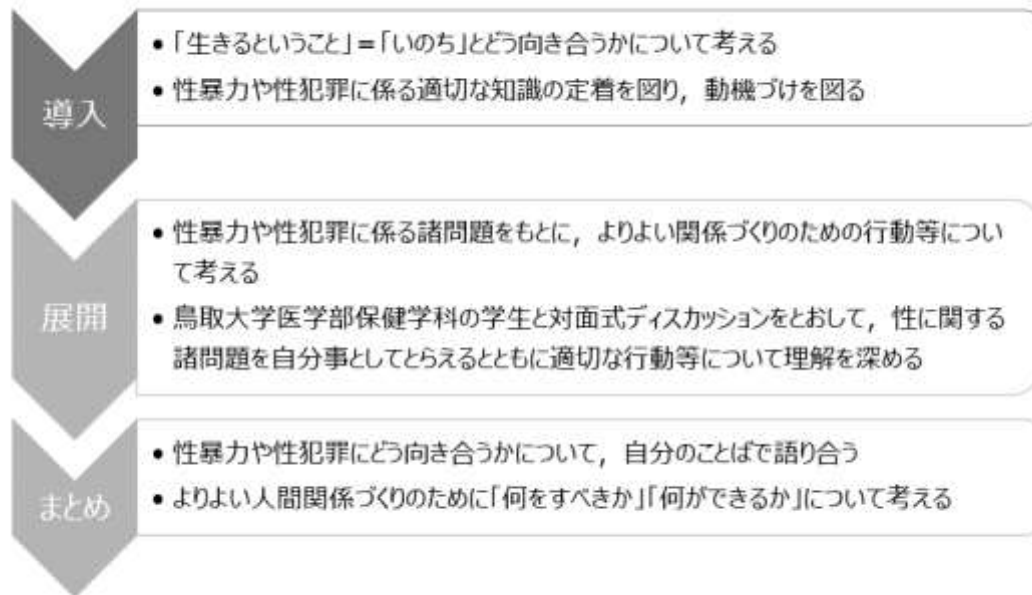 導入
• 「生きるということ」=「いのち」とどう向き合うかについて考える
• 性暴力や性犯罪に係る適切な知識の定着を図り，動機づけを図る
展開
• 性暴力や性犯罪に係る諸問題をもとに，よりよい関係づくりのための行動等につい
て考える
• 鳥取大学医学部保健学科の学生と対面式ディスカッションをとおして，性に関する
諸問題を自分事としてとらえるとともに適切な行動等について理解を深める
まとめ
• 性暴力や性犯罪にどう向き合うかについて，自分のことばで語り合う
• よりよい人間関係づくりのために「何をすべきか」「何ができるか」について考える